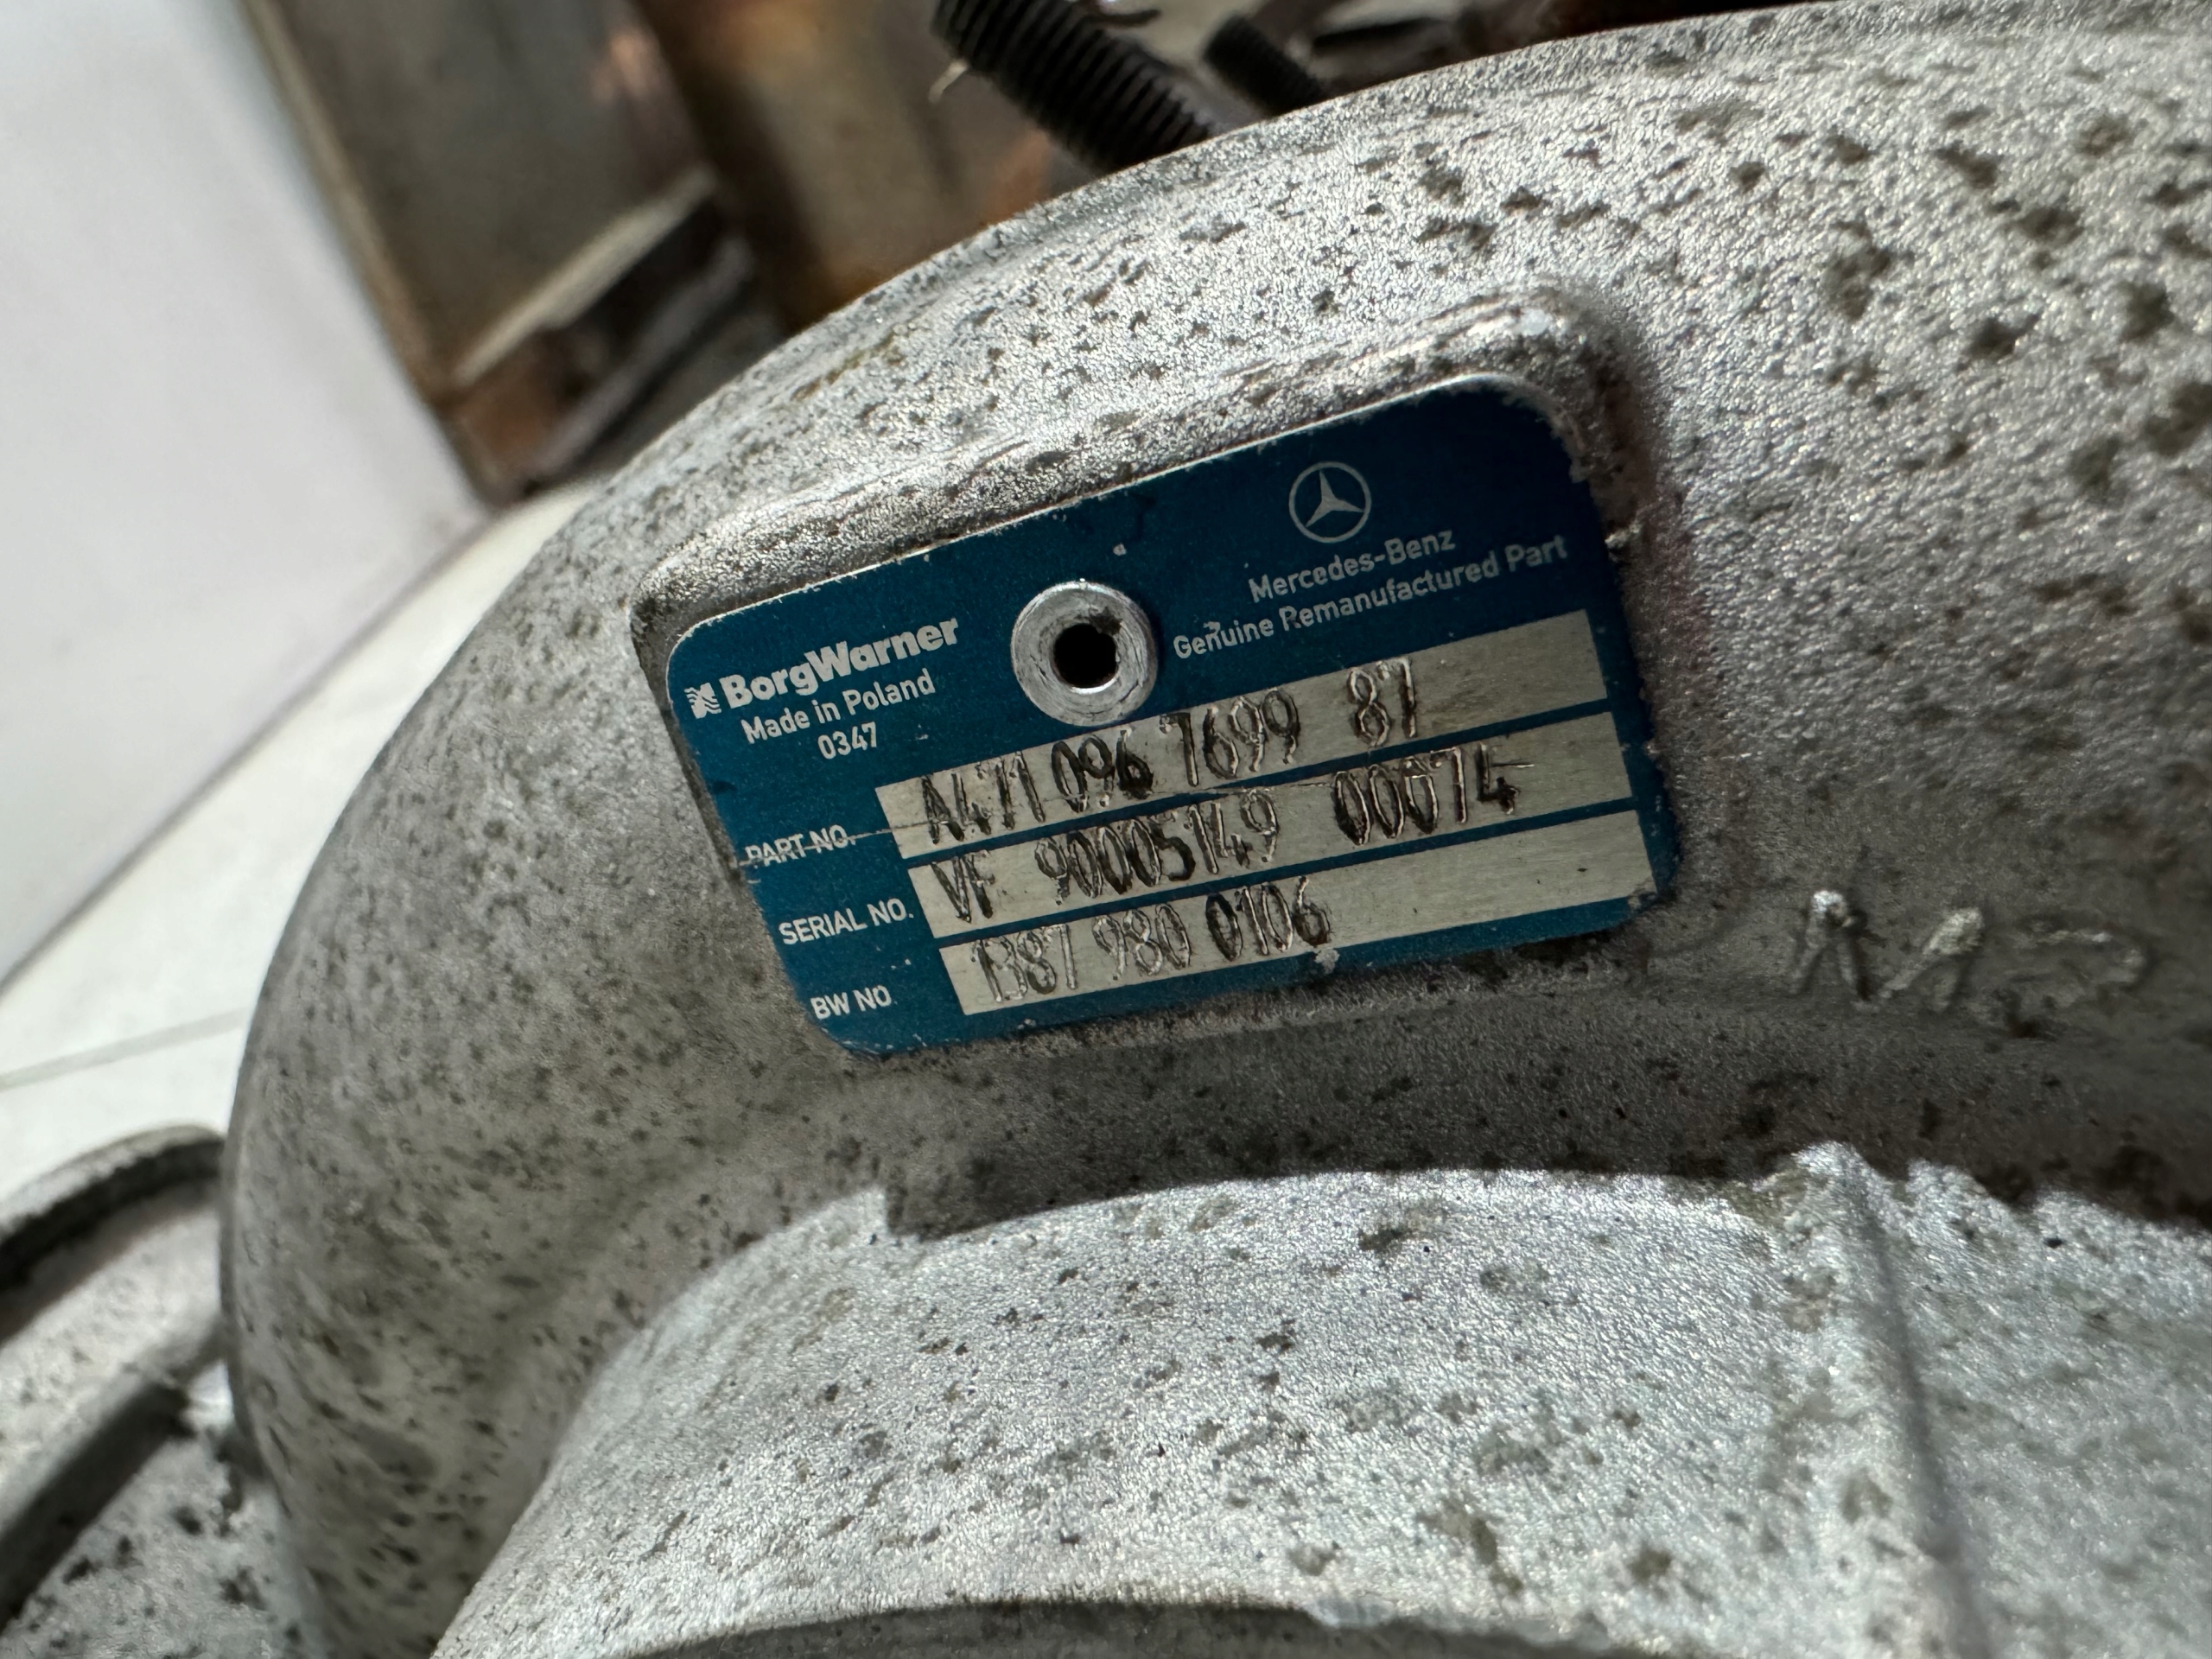 BorgWarner
Made in Poland
0347
Mercedes-Benz
Genuine Remanufactured Part
PART NO. A471 096 7699 87
SERIAL NO. VF 90005149 00074
BW NO. 1387 980 0106